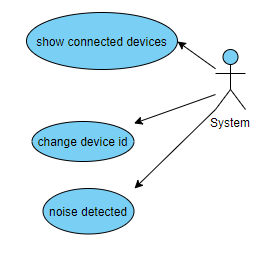 show connected devices
System
change device id
noise detected